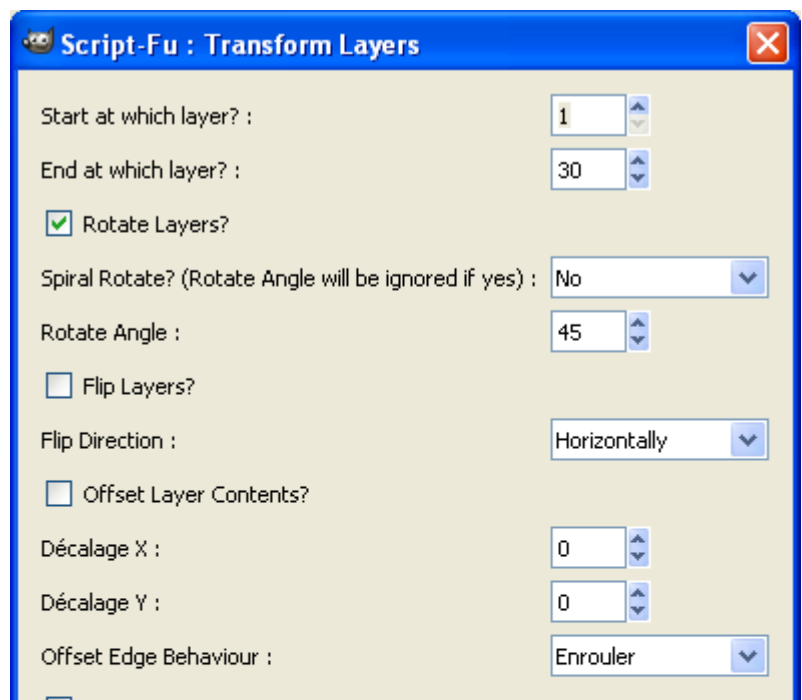 Script-Fu : Transform Layers
Start at which layer? : 1
End at which layer? : 30
Rotate Layers?
Spiral Rotate? (Rotate Angle will be ignored if yes) : No
Rotate Angle : 45
Flip Layers?
Flip Direction : Horizontally
Offset Layer Contents?
Décalage X : 0
Décalage Y : 0
Offset Edge Behaviour : Enrouler